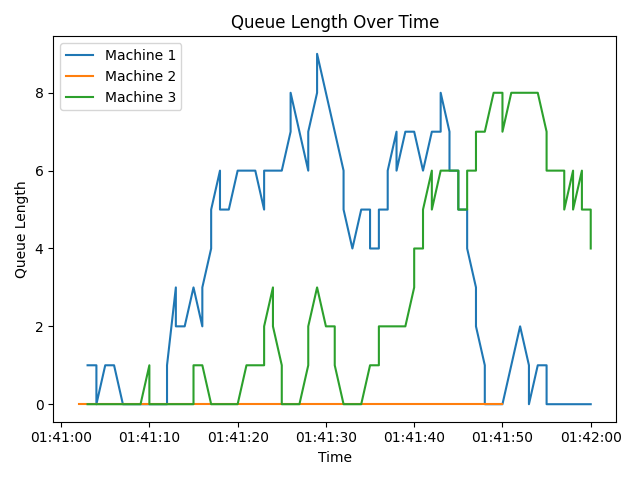 Queue Length Over Time
Machine 1
Machine 2
Machine 3
Queue Length
8
6
4
2
0
01:41:00 01:41:10 01:41:20 01:41:30 01:41:40 01:41:50 01:42:00
Time